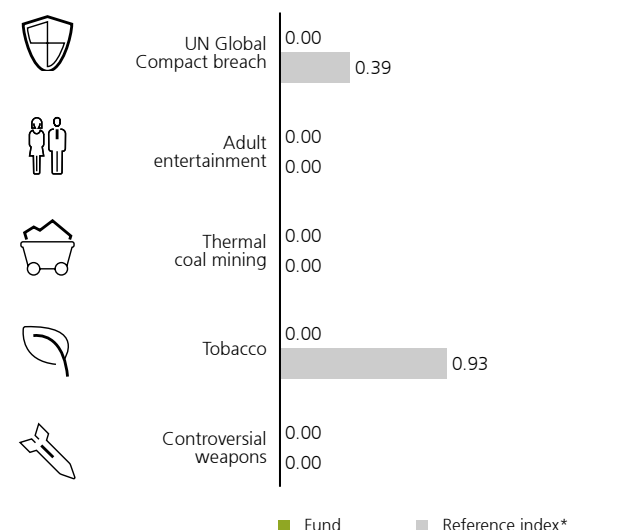 UN Global
Compact breach
0.00
0.39
Adult
entertainment
0.00
0.00
Thermal
coal mining
0.00
0.00
Tobacco
0.00
0.93
Controversial
weapons
0.00
0.00
Fund
Reference index*